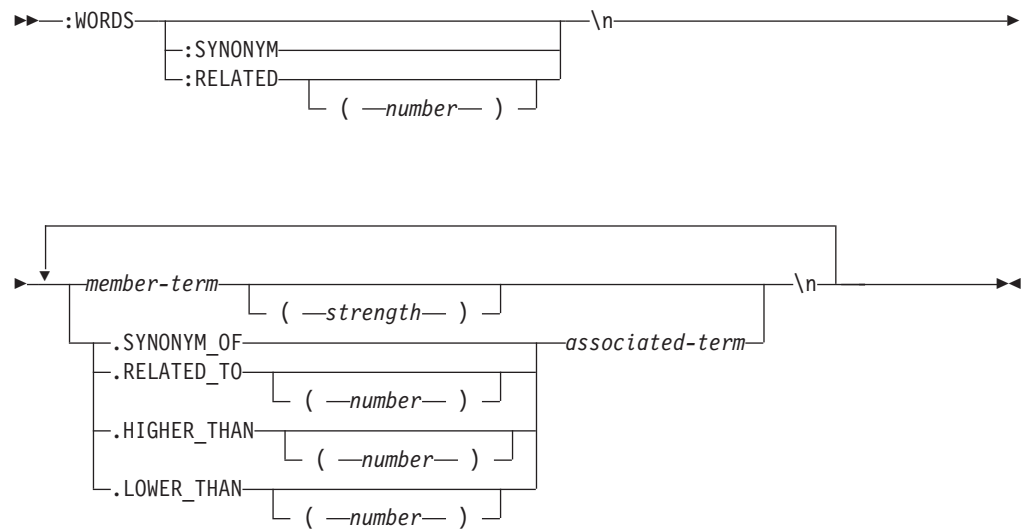 :WORDS \n
:SYNONYM
:RELATED
( number )
member-term \n
( strength )
.SYNONYM_OF associated-term
.RELATED_TO
( number )
.HIGHER_THAN
( number )
.LOWER_THAN
( number )